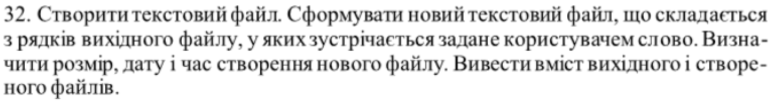 32. Створити текстовий файл. Сформувати новий текстовий файл, що складається
з рядків вихідного файлу, у яких зустрічається задане користувачем слово. Визна-
чити розмір, дату і час створення нового файлу. Вивести вміст вихідного і створе-
ного файлів.